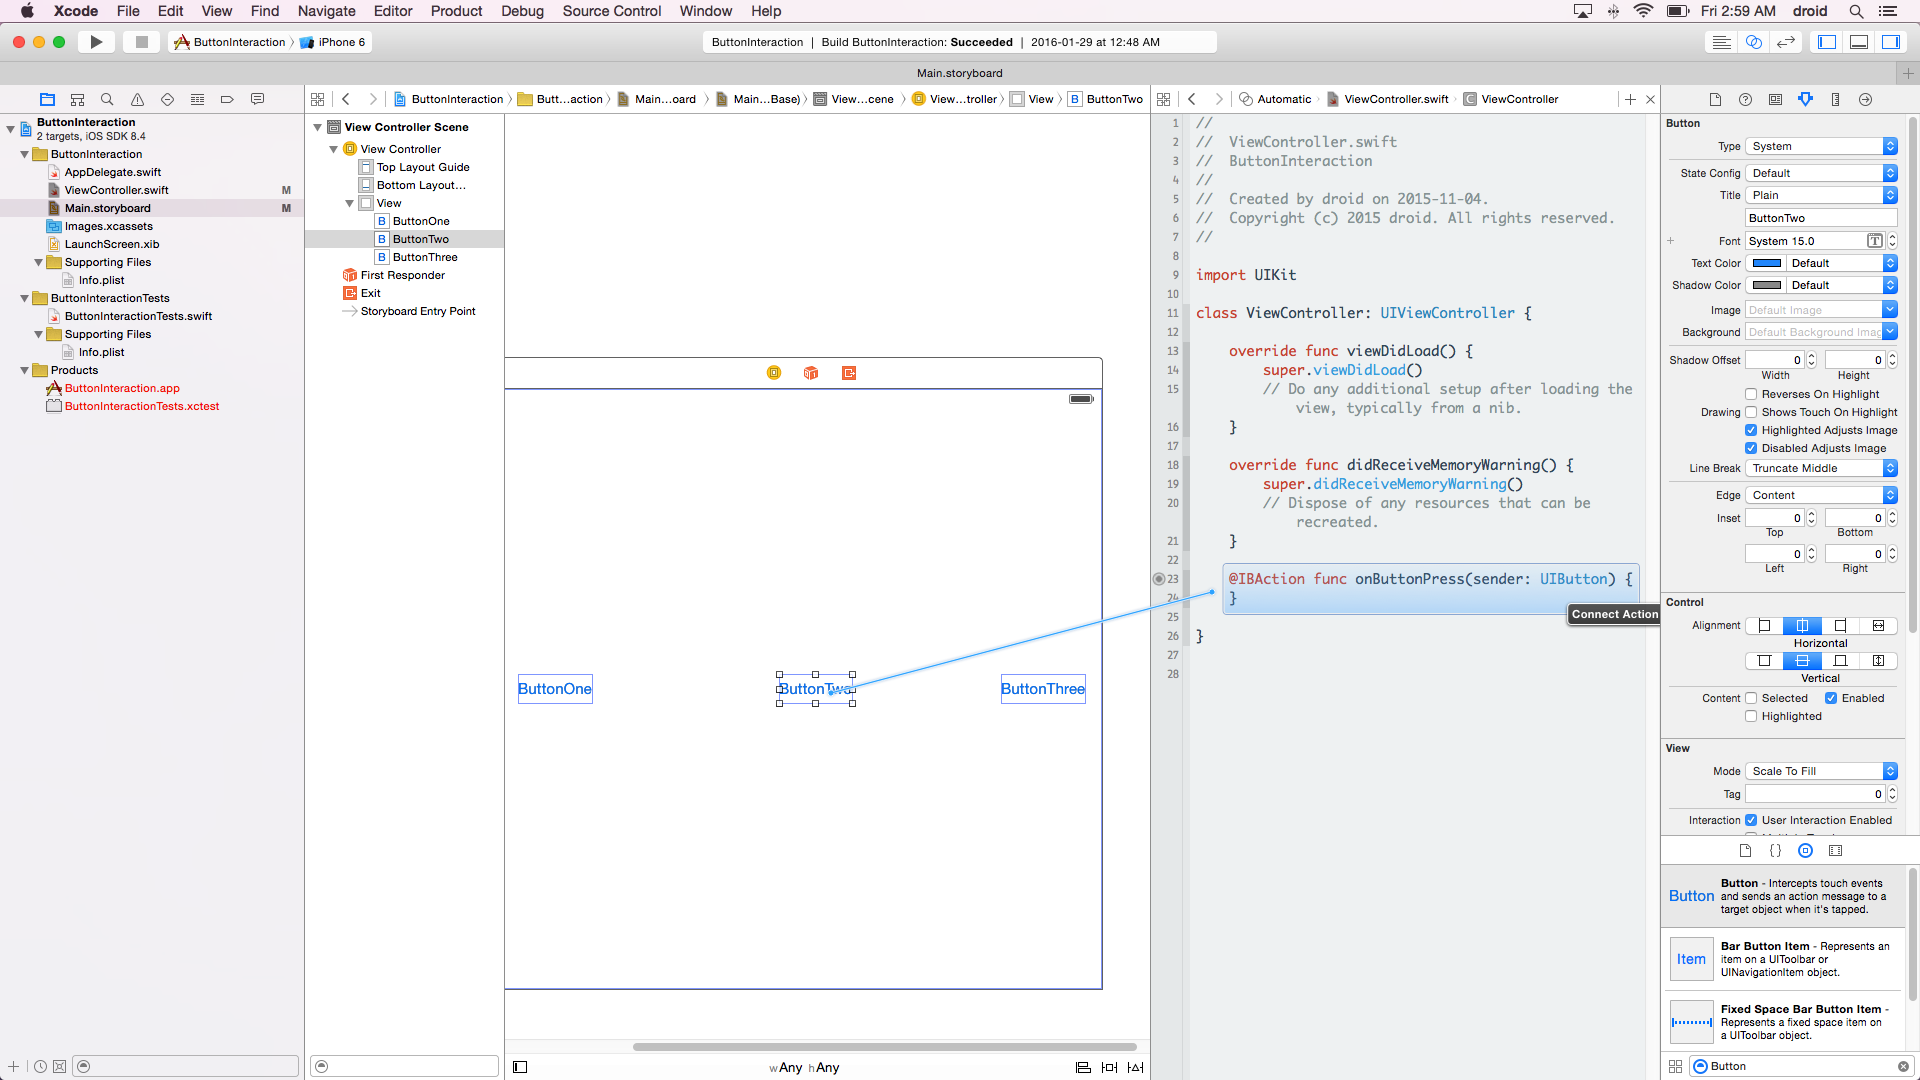 Xcode File Edit View Find Navigate Editor Product Debug Source Control Window Help
Fri 2:59 AM droid
ButtonInteraction iPhone 6
ButtonInteraction | Build ButtonInteraction: Succeeded | 2016-01-29 at 12:48 AM
Main.storyboard
ButtonInteraction
2 targets, iOS SDK 8.4
ButtonInteraction
AppDelegate.swift
ViewController.swift M
Main.storyboard M
Images.xcassets
LaunchScreen.xib
Supporting Files
Info.plist
ButtonInteractionTests
ButtonInteractionTests.swift
Supporting Files
Info.plist
Products
ButtonInteraction.app
ButtonInteractionTests.xctest
ButtonInteraction Butt...action Main...oard Main...Base) View...cene View...troller View B ButtonTwo
View Controller Scene
View Controller
Top Layout Guide
Bottom Layout...
View
B ButtonOne
B ButtonTwo
B ButtonThree
First Responder
Exit
Storyboard Entry Point
ButtonOne
ButtonTwo
ButtonThree
wAny hAny
Automatic ViewController.swift C ViewController
1 //
2 // ViewController.swift
3 // ButtonInteraction
4 //
5 // Created by droid on 2015-11-04.
6 // Copyright (c) 2015 droid. All rights reserved.
7 //
8
9 import UIKit
10
11 class ViewController: UIViewController {
12
13 override func viewDidLoad() {
14 super.viewDidLoad()
15 // Do any additional setup after loading the
view, typically from a nib.
16 }
17
18 override func didReceiveMemoryWarning() {
19 super.didReceiveMemoryWarning()
20 // Dispose of any resources that can be
recreated.
21 }
22
23 @IBAction func onButtonPress(sender: UIButton) {
24 }
Connect Action
25
26 }
27
28
Button
Type System
State Config Default
Title Plain
ButtonTwo
Font System 15.0 T
Text Color Default
Shadow Color Default
Image Default Image
Background Default Background Imag
Shadow Offset 0 0
Width Height
Reverses On Highlight
Drawing Shows Touch On Highlight
Highlighted Adjusts Image
Disabled Adjusts Image
Line Break Truncate Middle
Edge Content
Inset 0 0
Top Bottom
0 0
Left Right
Control
Alignment
Horizontal
Vertical
Content Selected Enabled
Highlighted
View
Mode Scale To Fill
Tag 0
Interaction User Interaction Enabled
{}
Button
Button - Intercepts touch events
and sends an action message to a
target object when it's tapped.
Item
Bar Button Item - Represents an
item on a UIToolbar or
UINavigationItem object.
Fixed Space Bar Button Item -
Represents a fixed space item on
a UIToolbar object.
Button